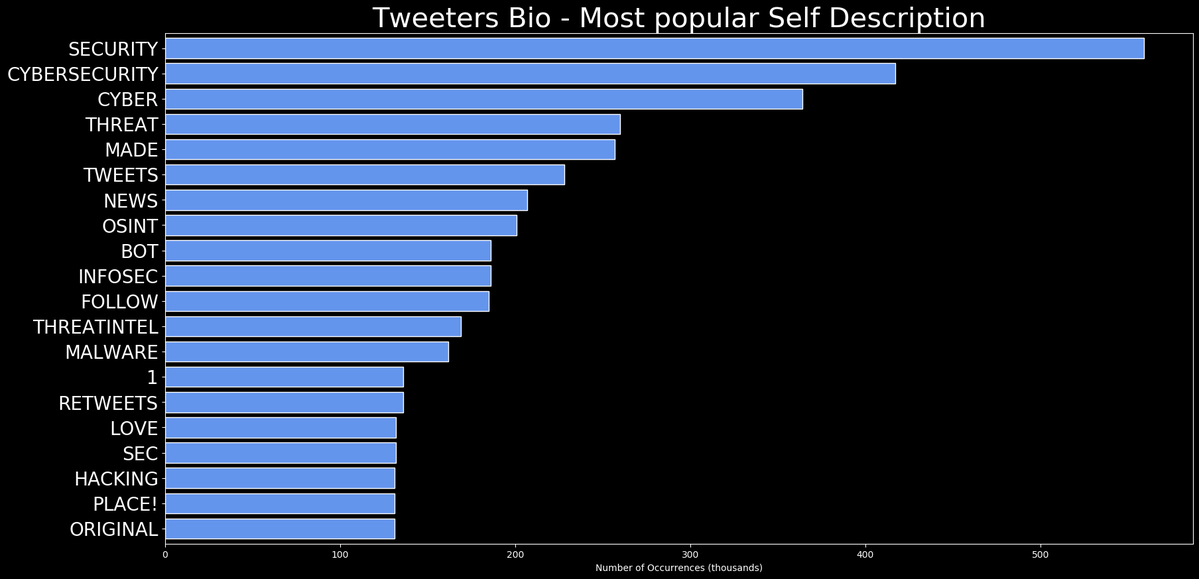 Tweeters Bio - Most popular Self Description
SECURITY
CYBERSECURITY
CYBER
THREAT
MADE
TWEETS
NEWS
OSINT
BOT
INFOSEC
FOLLOW
THREATINTEL
MALWARE
1
RETWEETS
LOVE
SEC
HACKING
PLACE!
ORIGINAL
0 100 200 300 400 500
Number of Occurrences (thousands)